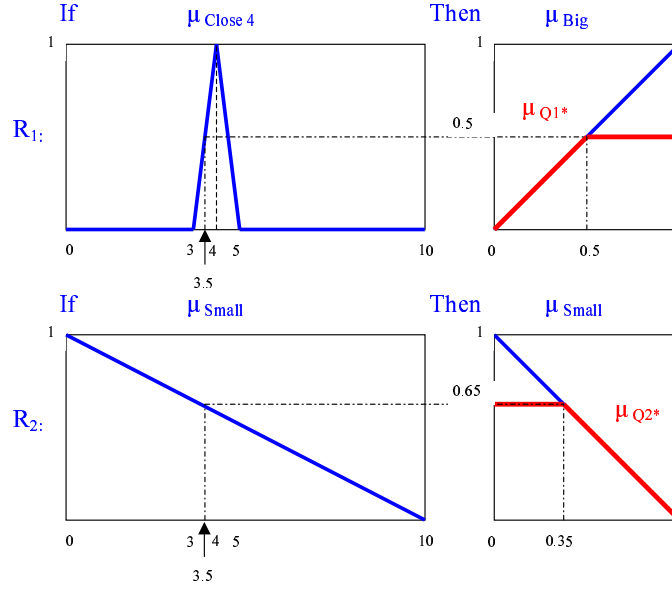 If μ Close 4 Then μ Big
1 1
R1: 0.5 μ Q1*
0 3 4 5 10 0 0.5
3.5
If μ Small Then μ Small
1 1
0.65
R2: μ Q2*
0 3 4 5 10 0 0.35
3.5